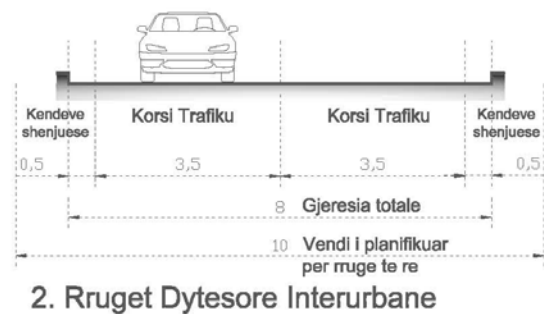 Kendeve
shenjuese
Korsi Trafiku
Korsi Trafiku
Kendeve
shenjuese
0,5
3,5
3,5
0,5
8 Gjeresia totale
10 Vendi i planifikuar
per rruge te re
2. Rruget Dytesore Interurbane